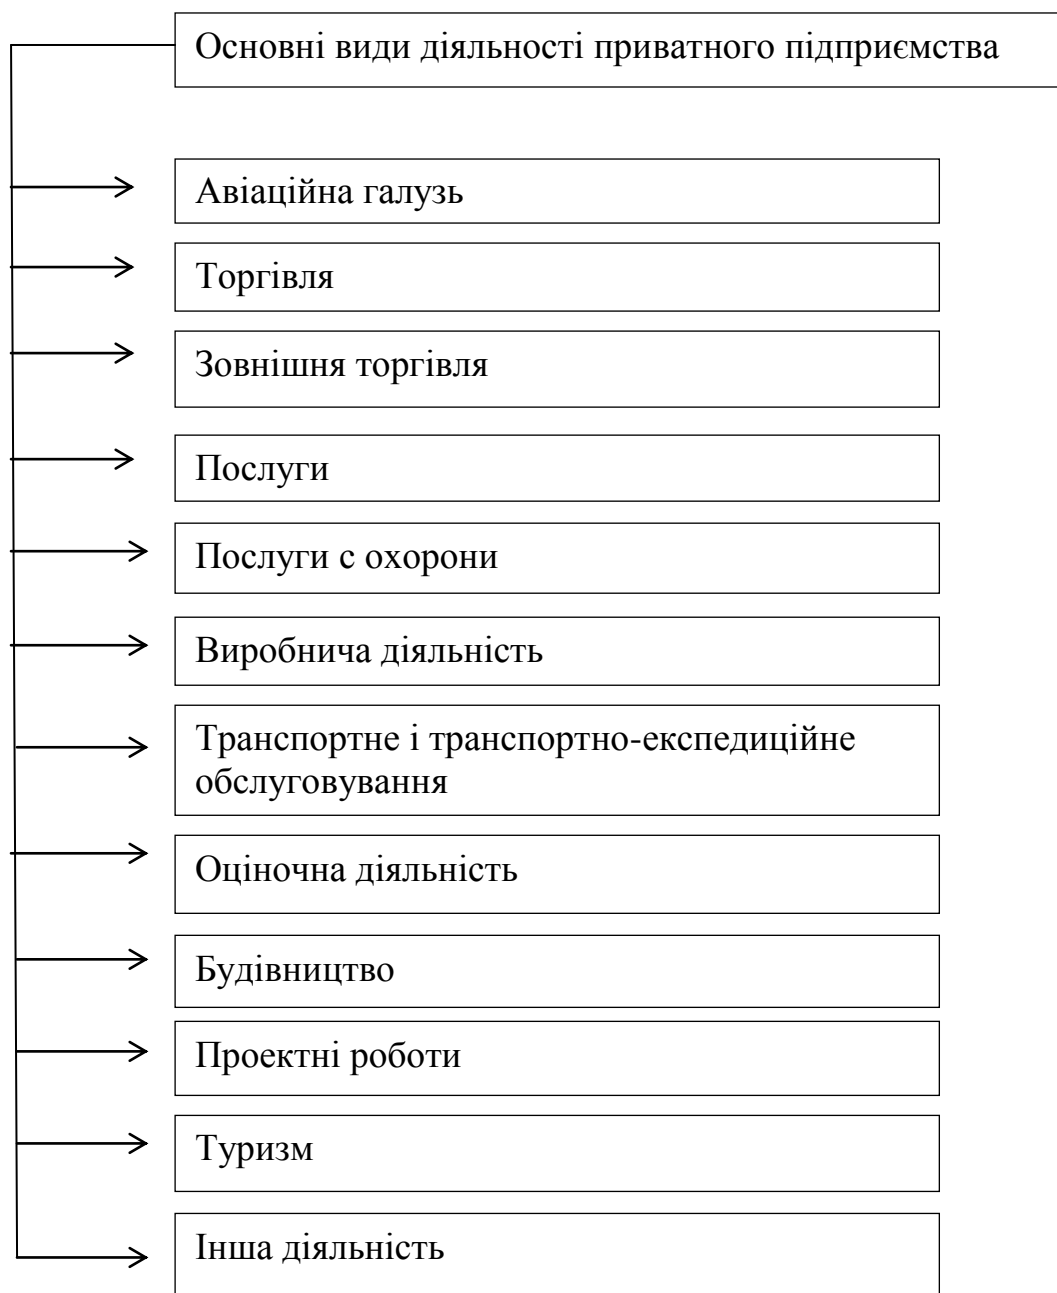 Основні види діяльності приватного підприємства
Авіаційна галузь
Торгівля
Зовнішня торгівля
Послуги
Послуги с охорони
Виробнича діяльність
Транспортне і транспортно-експедиційне
обслуговування
Оціночна діяльність
Будівництво
Проектні роботи
Туризм
Інша діяльність